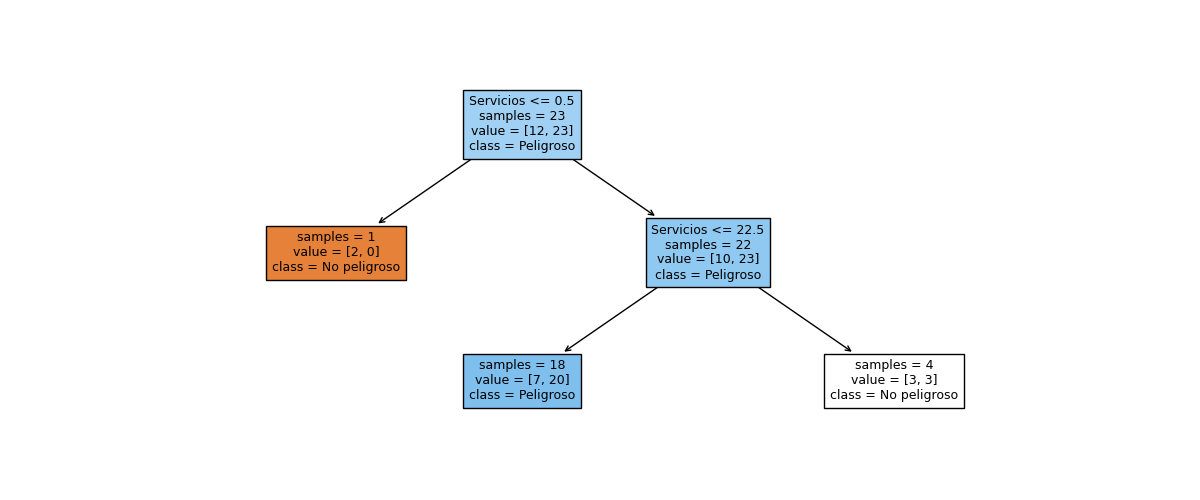 Servicios <= 0.5
samples = 23
value = [12, 23]
class = Peligroso
samples = 1
value = [2, 0]
class = No peligroso
Servicios <= 22.5
samples = 22
value = [10, 23]
class = Peligroso
samples = 18
value = [7, 20]
class = Peligroso
samples = 4
value = [3, 3]
class = No peligroso